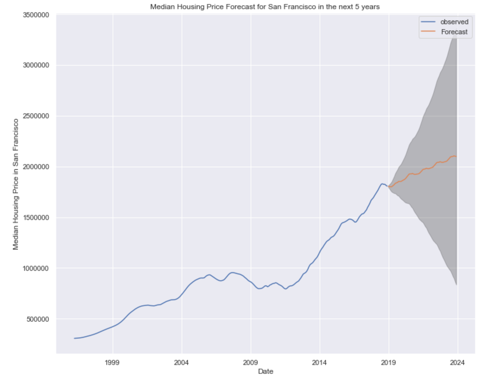 Median Housing Price Forecast for San Francisco in the next 5 years
observed
Forecast
3500000
3000000
2500000
2000000
1500000
1000000
500000
Median Housing Price in San Francisco
1999
2004
2009
2014
2019
2024
Date